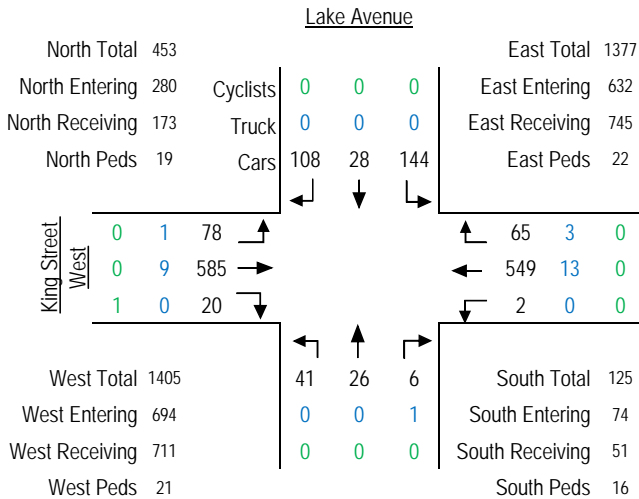 Lake Avenue
North Total 453
North Entering 280
North Receiving 173
North Peds 19
Cyclists 0 0 0
Truck 0 0 0
Cars 108 28 144
East Total 1377
East Entering 632
East Receiving 745
East Peds 22
King Street
West
0 1 78
0 9 585
1 0 20
65 3 0
549 13 0
2 0 0
West Total 1405
West Entering 694
West Receiving 711
West Peds 21
41 26 6
0 0 1
0 0 0
South Total 125
South Entering 74
South Receiving 51
South Peds 16